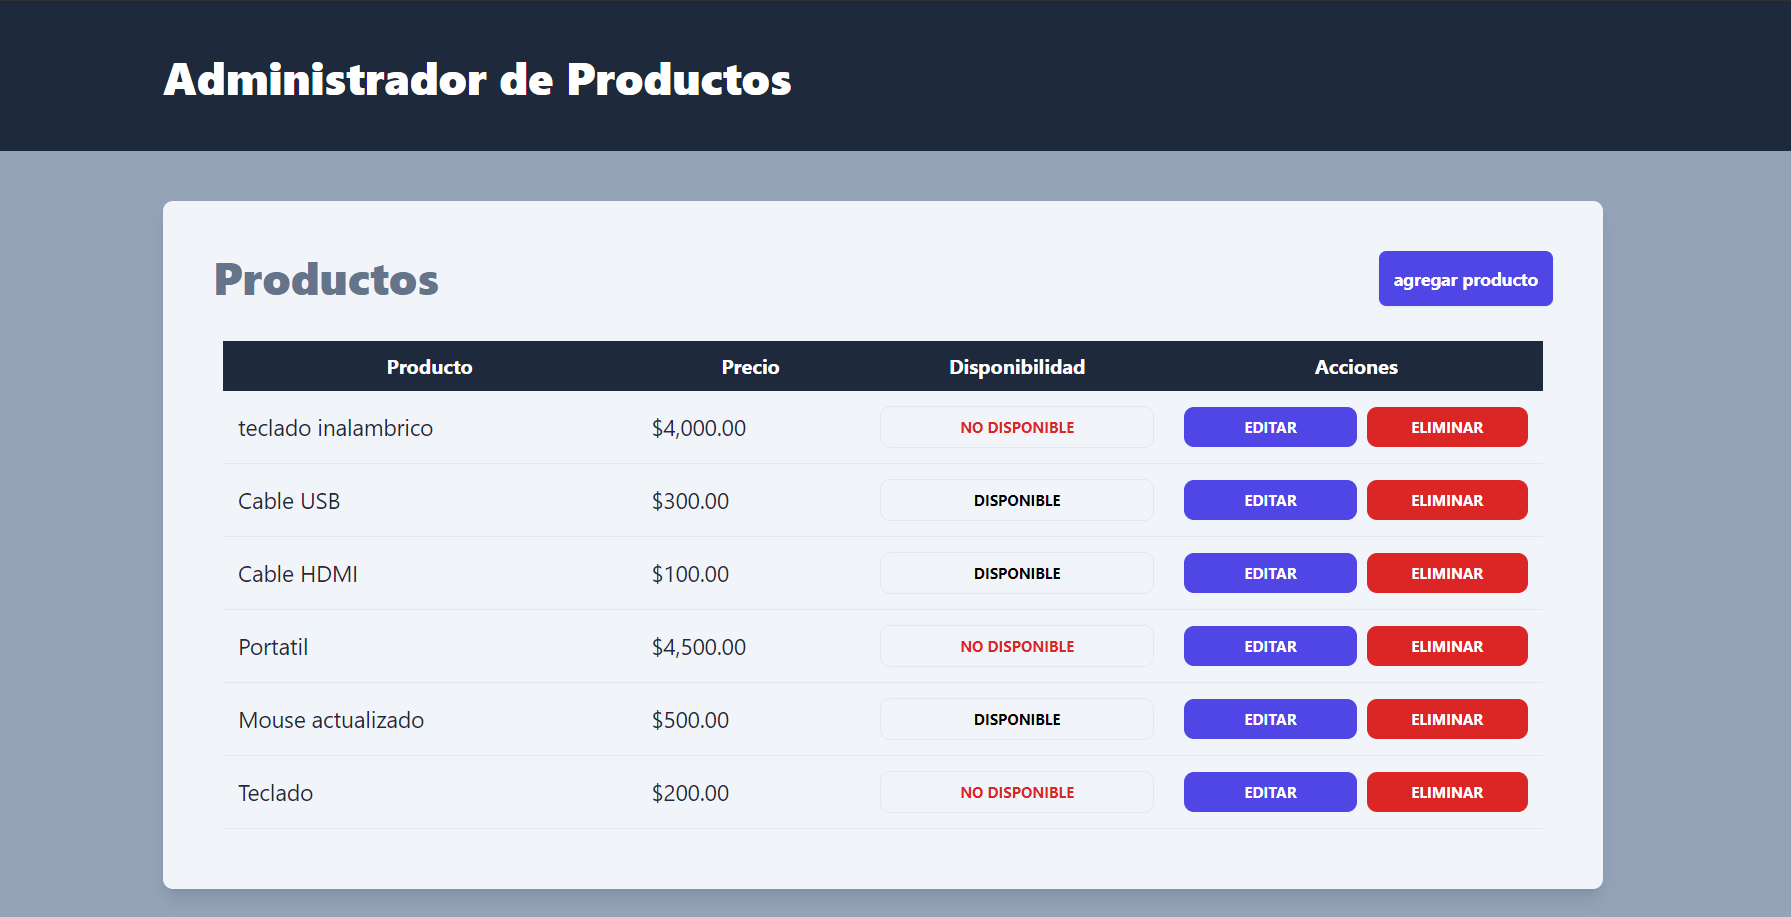 Administrador de Productos
Productos
agregar producto
Producto Precio Disponibilidad Acciones
teclado inalambrico $4,000.00 NO DISPONIBLE EDITAR ELIMINAR
Cable USB $300.00 DISPONIBLE EDITAR ELIMINAR
Cable HDMI $100.00 DISPONIBLE EDITAR ELIMINAR
Portatil $4,500.00 NO DISPONIBLE EDITAR ELIMINAR
Mouse actualizado $500.00 DISPONIBLE EDITAR ELIMINAR
Teclado $200.00 NO DISPONIBLE EDITAR ELIMINAR